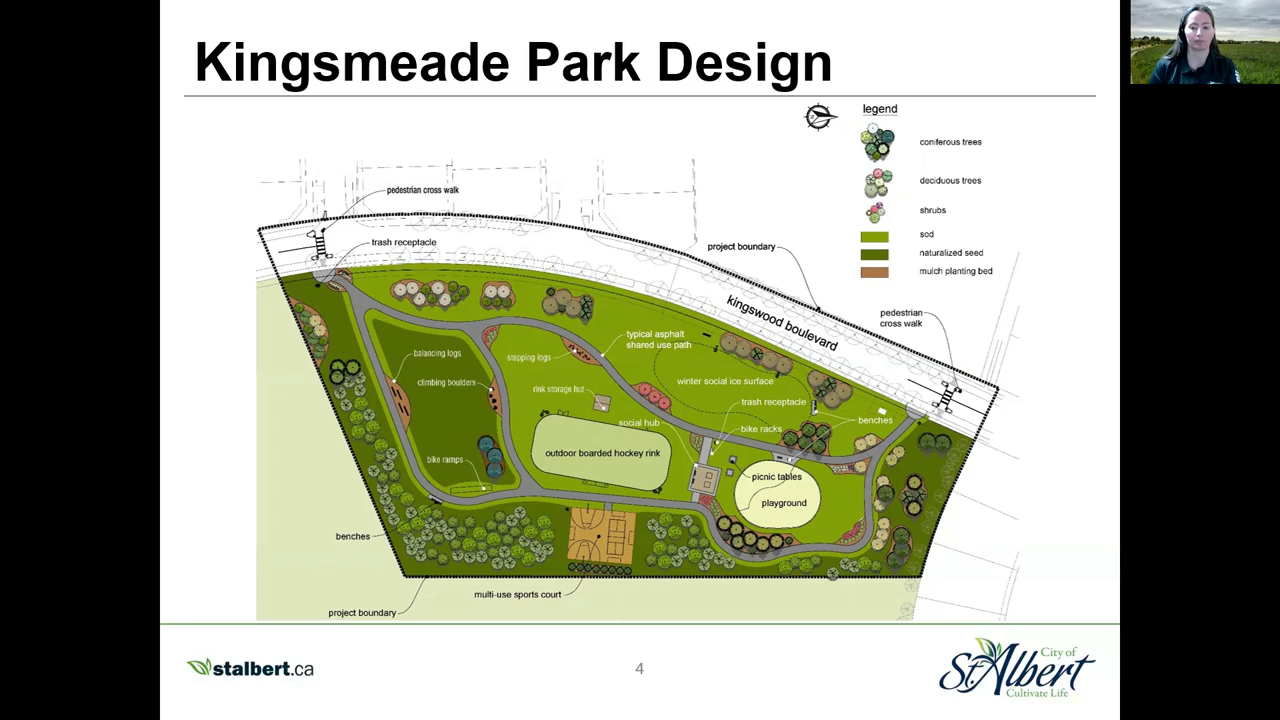 Kingsmeade Park Design
legend
coniferous trees
deciduous trees
shrubs
sod
naturalized seed
mulch planting bed
pedestrian cross walk
trash receptacle
project boundary
kingswood boulevard
pedestrian
cross walk
typical asphalt
shared use path
balancing logs
stepping logs
climbing boulders
winter social ice surface
rink storage hut
trash receptacle
social hub
benches
bike racks
outdoor boarded hockey rink
bike ramps
picnic tables
playground
benches
multi-use sports court
project boundary
stalbert.ca
4
City of
St. Albert
Cultivate Life